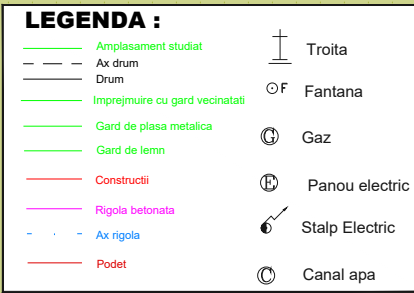 LEGENDA :
Amplasament studiat
Ax drum
Drum
Imprejmuire cu gard vecinatati
Gard de plasa metalica
Gard de lemn
Constructii
Rigola betonata
Ax rigola
Podet
Troita
F Fantana
G Gaz
E Panou electric
Stalp Electric
C Canal apa